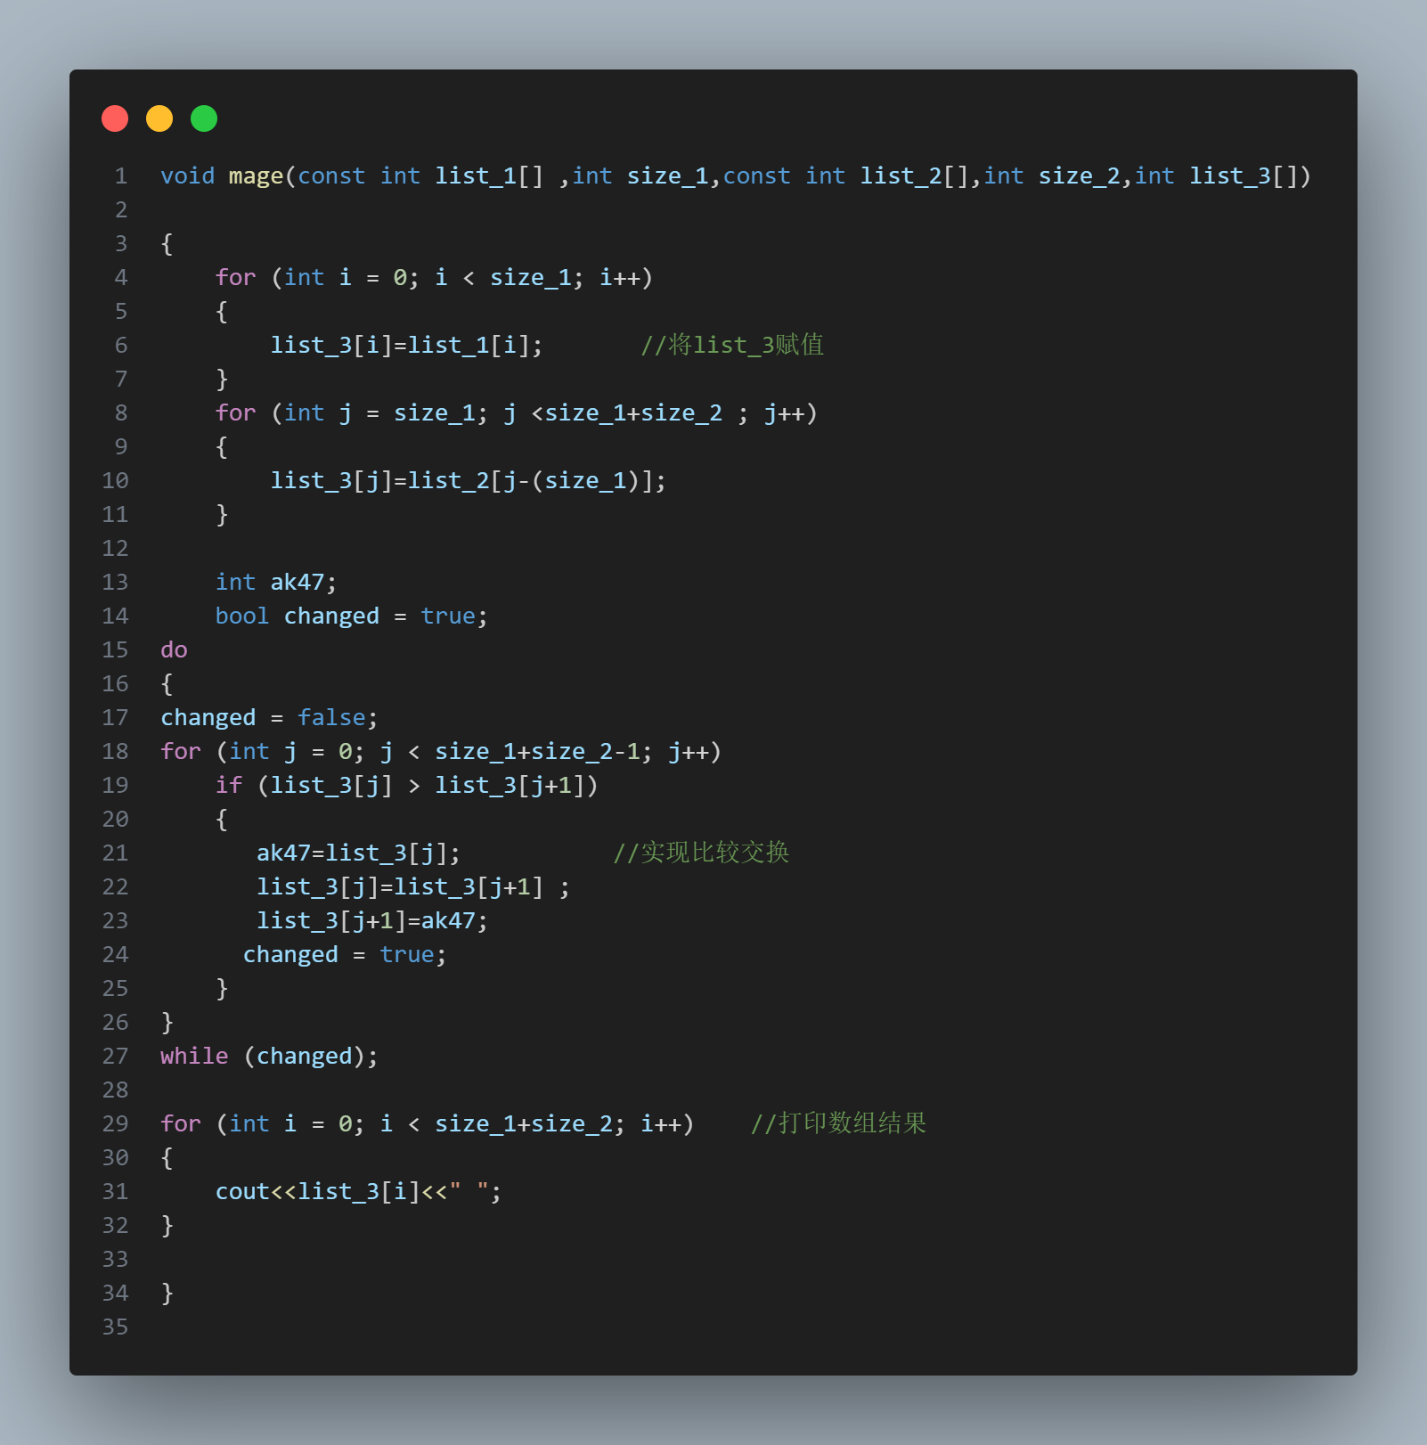 1 void mage(const int list_1[] ,int size_1,const int list_2[],int size_2,int list_3[])
2
3 {
4     for (int i = 0; i < size_1; i++)
5     {
6         list_3[i]=list_1[i];       //将list_3赋值
7     }
8     for (int j = size_1; j <size_1+size_2 ; j++)
9     {
10         list_3[j]=list_2[j-(size_1)];
11     }
12
13     int ak47;
14     bool changed = true;
15 do
16 {
17 changed = false;
18 for (int j = 0; j < size_1+size_2-1; j++)
19     if (list_3[j] > list_3[j+1])
20     {
21        ak47=list_3[j];           //实现比较交换
22        list_3[j]=list_3[j+1] ;
23        list_3[j+1]=ak47;
24       changed = true;
25     }
26 }
27 while (changed);
28
29 for (int i = 0; i < size_1+size_2; i++)    //打印数组结果
30 {
31     cout<<list_3[i]<<" ";
32 }
33
34 }
35